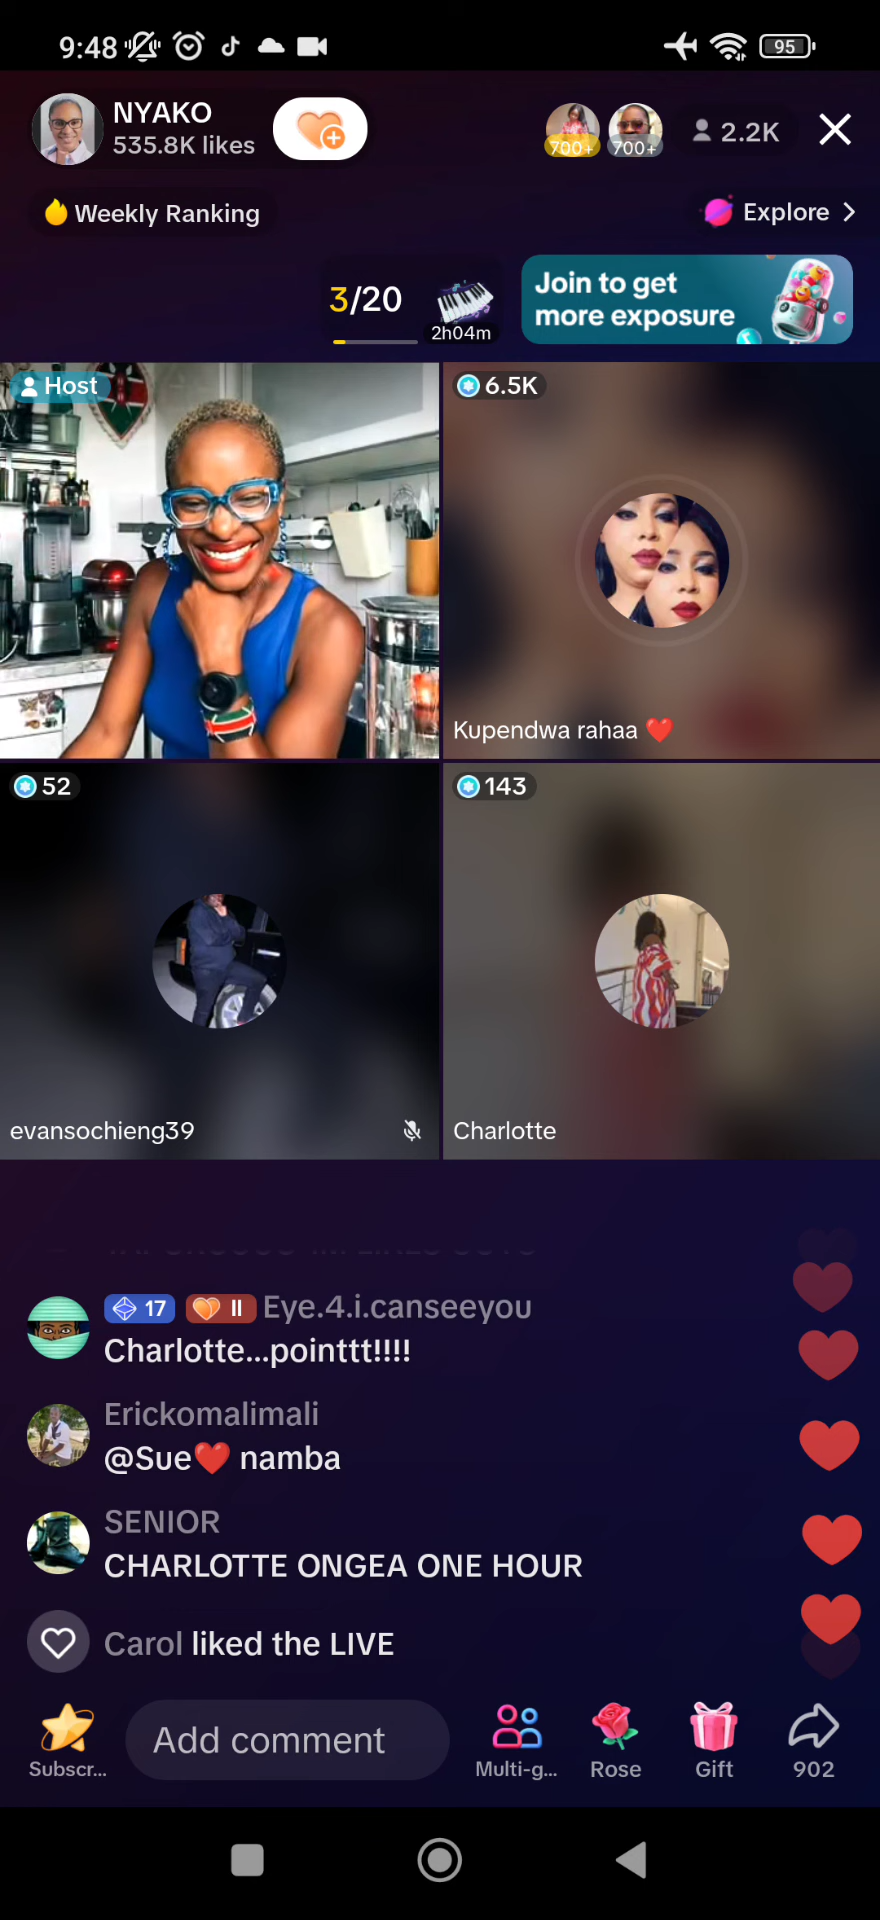 9:48
95
NYAKO
535.8K likes
700+
700+
2.2K
Weekly Ranking
Explore
3/20
2h04m
Join to get
more exposure
Host
6.5K
Kupendwa rahaa ❤️
52
143
evansochieng39
Charlotte
17 II Eye.4.i.canseeyou
Charlotte...pointtt!!!!
Erickomalimali
@Sue❤️ namba
SENIOR
CHARLOTTE ONGEA ONE HOUR
Carol liked the LIVE
Add comment
Subscr...
Multi-g...
Rose
Gift
902